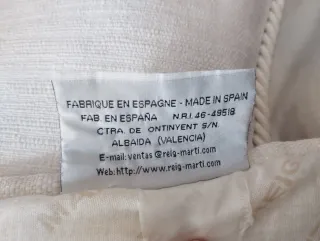 FABRIQUE EN ESPAGNE - MADE IN SPAIN
FAB. EN ESPAÑA N.R.I. 46-49518
CTRA. DE ONTINYENT S/N.
ALBAIDA (VALENCIA)
E-mail: ventas @reig-marti.com
Web: http://www.reig-marti.com